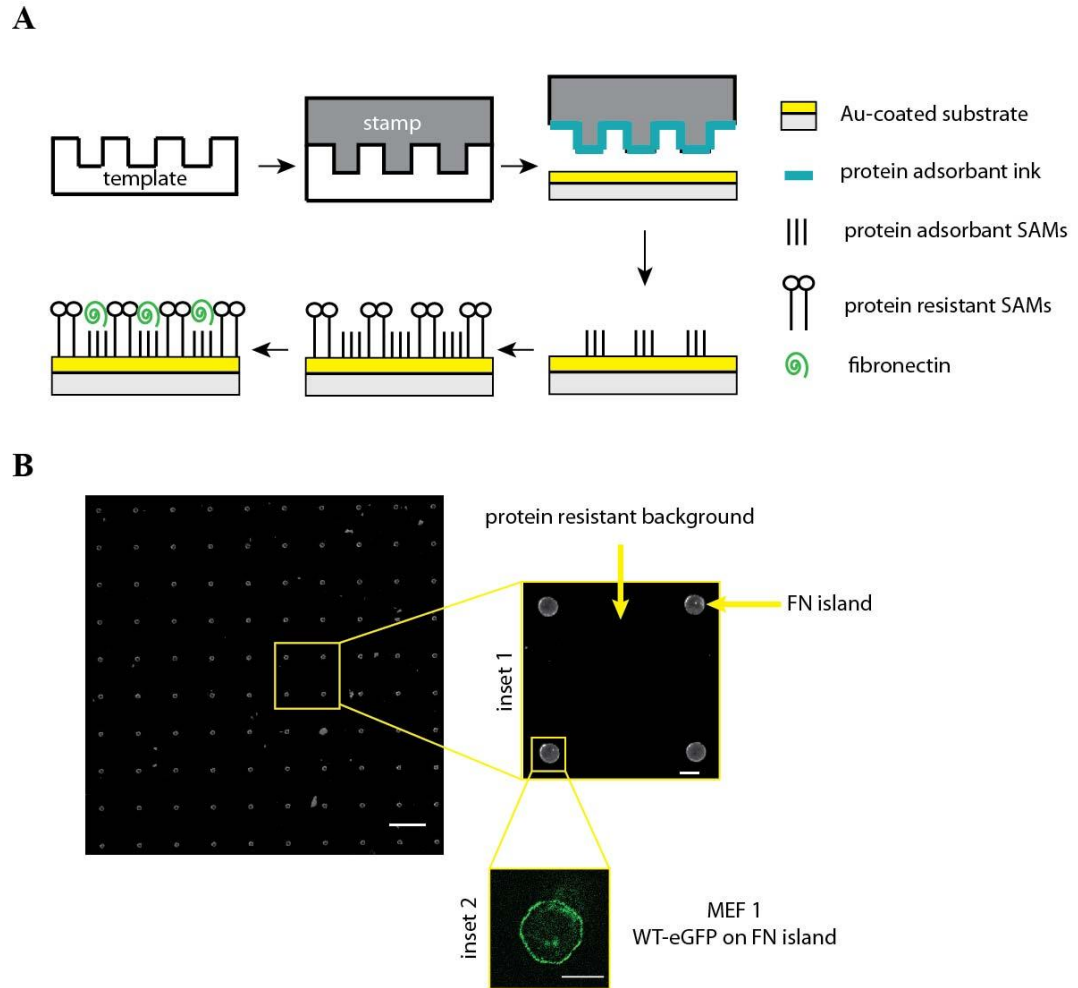 A
stamp
template
Au-coated substrate
protein adsorbant ink
protein adsorbant SAMs
protein resistant SAMs
fibronectin
B
protein resistant background
FN island
inset 1
inset 2
MEF 1
WT-eGFP on FN island